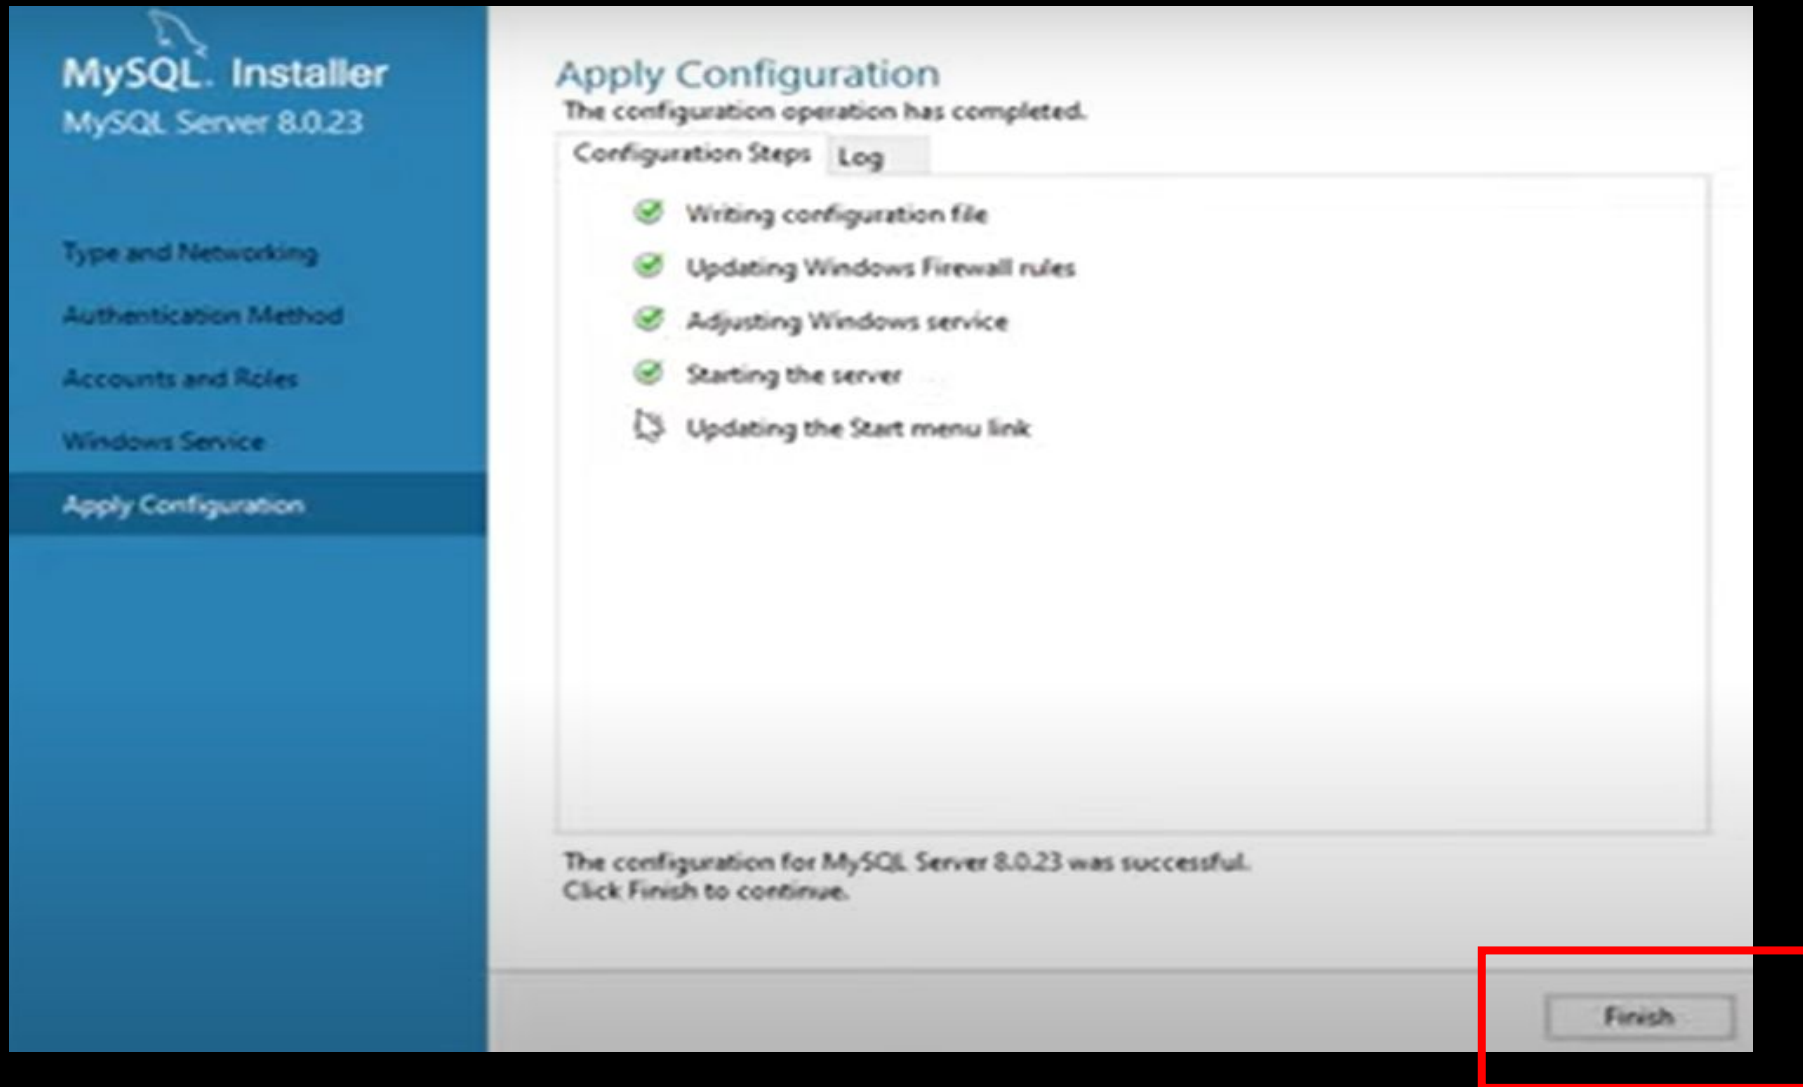 MySQL. Installer
MySQL Server 8.0.23
Type and Networking
Authentication Method
Accounts and Roles
Windows Service
Apply Configuration
Apply Configuration
The configuration operation has completed.
Configuration Steps
Log
Writing configuration file
Updating Windows Firewall rules
Adjusting Windows service
Starting the server
Updating the Start menu link
The configuration for MySQL Server 8.0.23 was successful.
Click Finish to continue.
Finish